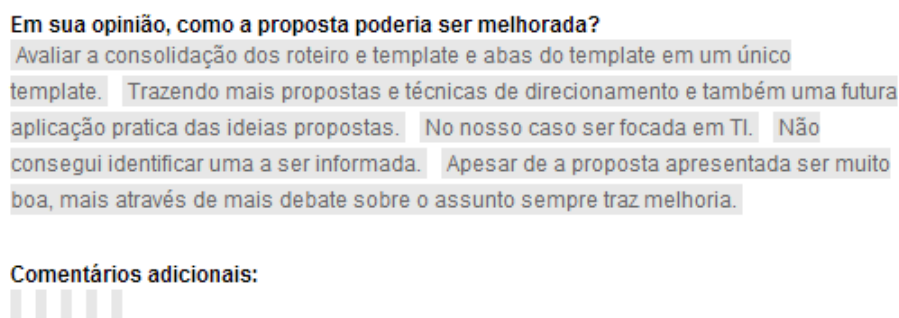 Em sua opinião, como a proposta poderia ser melhorada?
Avaliar a consolidação dos roteiro e template e abas do template em um único
template. Trazendo mais propostas e técnicas de direcionamento e também uma futura
aplicação pratica das ideias propostas. No nosso caso ser focada em TI. Não
consegui identificar uma a ser informada. Apesar de a proposta apresentada ser muito
boa, mais através de mais debate sobre o assunto sempre traz melhoria.
Comentários adicionais: